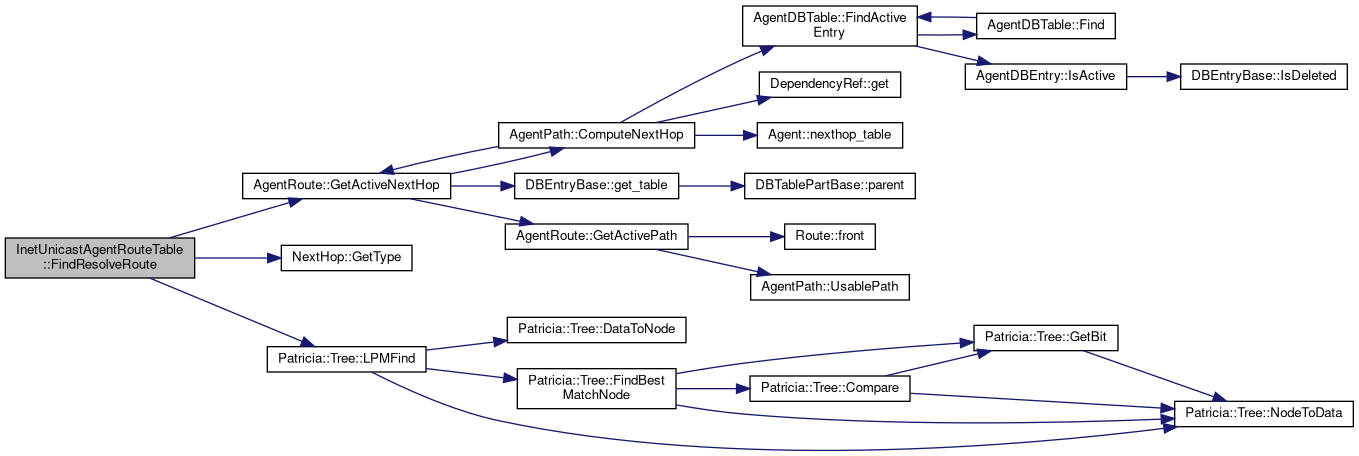 InetUnicastAgentRouteTable
::FindResolveRoute
AgentRoute::GetActiveNextHop
NextHop::GetType
Patricia::Tree::LPMFind
AgentPath::ComputeNextHop
DBEntryBase::get_table
AgentRoute::GetActivePath
Patricia::Tree::DataToNode
Patricia::Tree::FindBest
MatchNode
AgentDBTable::FindActive
Entry
DependencyRef::get
Agent::nexthop_table
DBTablePartBase::parent
Route::front
AgentPath::UsablePath
Patricia::Tree::Compare
AgentDBTable::Find
AgentDBEntry::IsActive
Patricia::Tree::GetBit
DBEntryBase::IsDeleted
Patricia::Tree::NodeToData